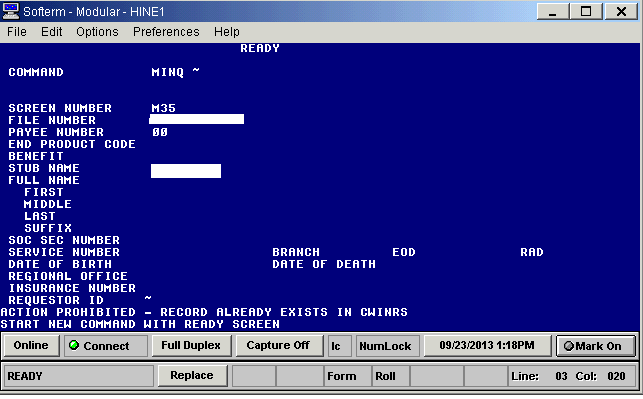 Softerm - Modular - HINE1
File Edit Options Preferences Help
READY
COMMAND MINQ ~
SCREEN NUMBER M35
FILE NUMBER
PAYEE NUMBER 00
END PRODUCT CODE
BENEFIT
STUB NAME
FULL NAME
FIRST
MIDDLE
LAST
SUFFIX
SOC SEC NUMBER
SERVICE NUMBER BRANCH EOD RAD
DATE OF BIRTH DATE OF DEATH
REGIONAL OFFICE
INSURANCE NUMBER
REQUESTOR ID ~
ACTION PROHIBITED - RECORD ALREADY EXISTS IN CWINRS
START NEW COMMAND WITH READY SCREEN
Online Connect Full Duplex Capture Off Ic NumLock 09/23/2013 1:18PM Mark On
READY Replace Form Roll Line: 03 Col: 020